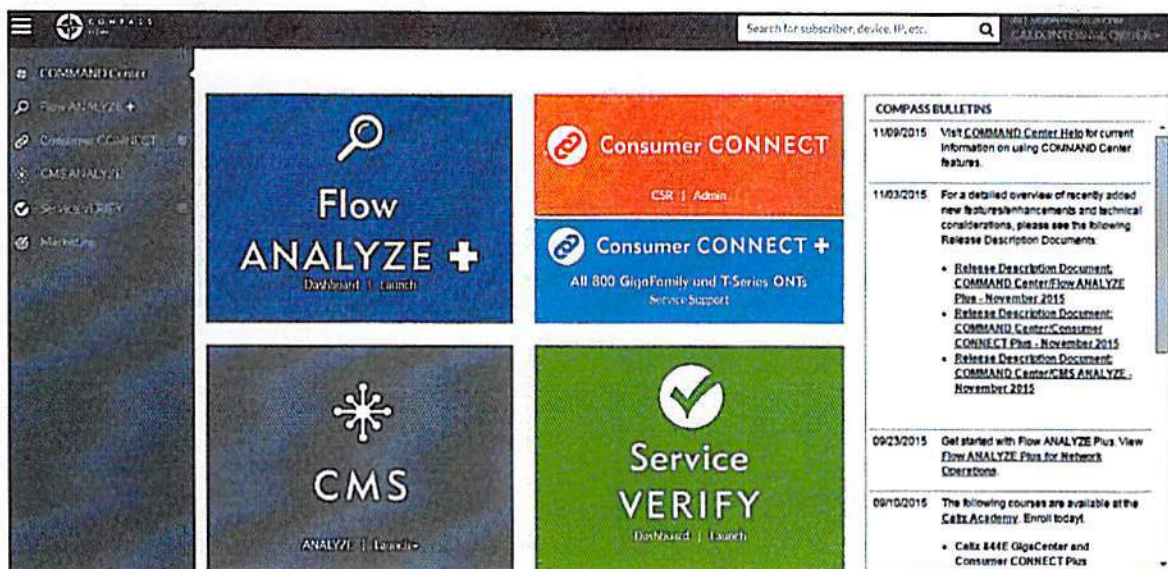 COMPASS
Search for subscriber, device, IP, etc.
COMMAND Center
Flow ANALYZE +
Consumer CONNECT
CMS ANALYZE
Service VERIFY
Marketing
Flow
ANALYZE +
Dashboard | Launch
Consumer CONNECT
CSR | Admin
Consumer CONNECT +
All 800 GigaFamily and T-Series ONTs
Service Support
CMS
ANALYZE | Launch
Service
VERIFY
Dashboard | Launch
COMPASS BULLETINS
11/09/2015 Visit COMMAND Center Help for current
information on using COMMAND Center
features.
11/03/2015 For a detailed overview of recently added
new features/enhancements and technical
considerations, please see the following
Release Description Documents:
• Release Description Document:
COMMAND Center/Flow ANALYZE
Plus - November 2015
• Release Description Document:
COMMAND Center/Consumer
CONNECT Plus - November 2015
• Release Description Document:
COMMAND Center/CMS ANALYZE -
November 2015
09/23/2015 Get started with Flow ANALYZE Plus. View
Flow ANALYZE Plus for Network
Operations.
09/10/2015 The following courses are available at the
Calix Academy. Enroll today!
• Calix 844E GigaCenter and
Consumer CONNECT Plus